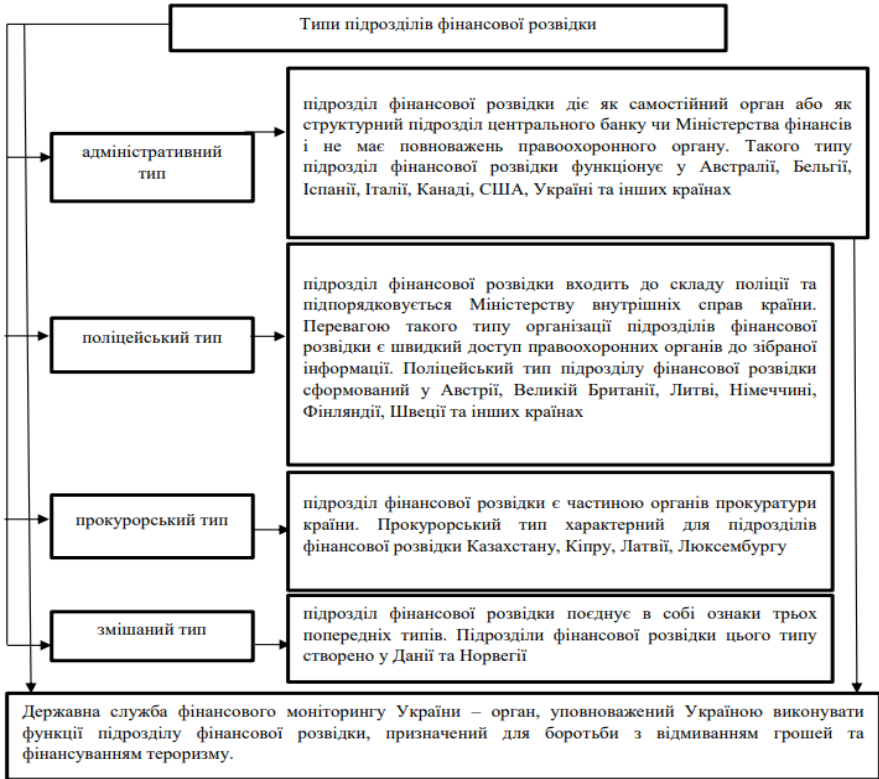 Типи підрозділів фінансової розвідки
адміністративний
тип
підрозділ фінансової розвідки діє як самостійний орган або як
структурний підрозділ центрального банку чи Міністерства фінансів
і не має повноважень правоохоронного органу. Такого типу
підрозділ фінансової розвідки функціонує у Австралії, Бельгії,
Іспанії, Італії, Канаді, США, Україні та інших країнах
поліцейський тип
підрозділ фінансової розвідки входить до складу поліції та
підпорядковується Міністерству внутрішніх справ країни.
Перевагою такого типу організації підрозділів фінансової
розвідки є швидкий доступ правоохоронних органів до зібраної
інформації. Поліцейський тип підрозділу фінансової розвідки
сформований у Австрії, Великій Британії, Литві, Німеччині,
Фінляндії, Швеції та інших країнах
прокурорський тип
підрозділ фінансової розвідки є частиною органів прокуратури
країни. Прокурорський тип характерний для підрозділів
фінансової розвідки Казахстану, Кіпру, Латвії, Люксембургу
змішаний тип
підрозділ фінансової розвідки поєднує в собі ознаки трьох
попередніх типів. Підрозділи фінансової розвідки цього типу
створено у Данії та Норвегії
Державна служба фінансового моніторингу України – орган, уповноважений Україною виконувати
функції підрозділу фінансової розвідки, призначений для боротьби з відмиванням грошей та
фінансуванням тероризму.